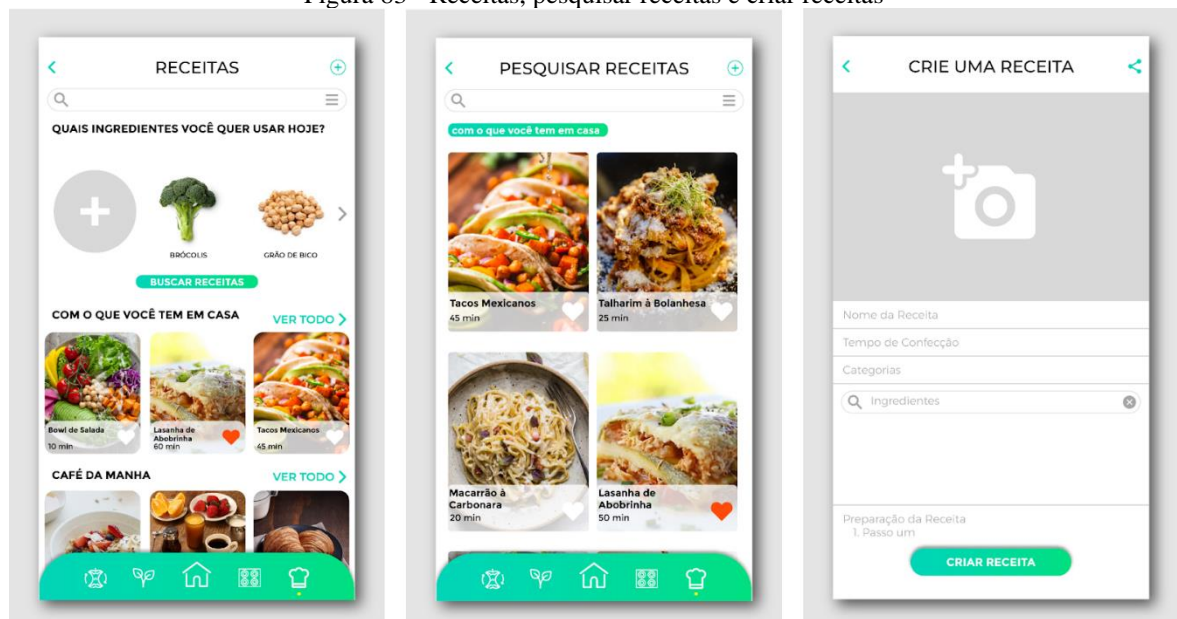 Figura - Receitas, pesquisar receitas e criar receitas
RECEITAS
QUAIS INGREDIENTES VOCÊ QUER USAR HOJE?
BRÓCOLIS
GRÃO DE BICO
BUSCAR RECEITAS
COM O QUE VOCÊ TEM EM CASA
VER TODO
Bowl de Salada
10 min
Lasanha de
Abobrinha
60 min
Tacos Mexicanos
45 min
CAFÉ DA MANHA
VER TODO
PESQUISAR RECEITAS
com o que você tem em casa
Tacos Mexicanos
45 min
Talharim à Bolanhesa
25 min
Macarrão à
Carbonara
20 min
Lasanha de
Abobrinha
50 min
CRIE UMA RECEITA
Nome da Receita
Tempo de Confecção
Categorias
Ingredientes
Preparação da Receita
1. Passo um
CRIAR RECEITA